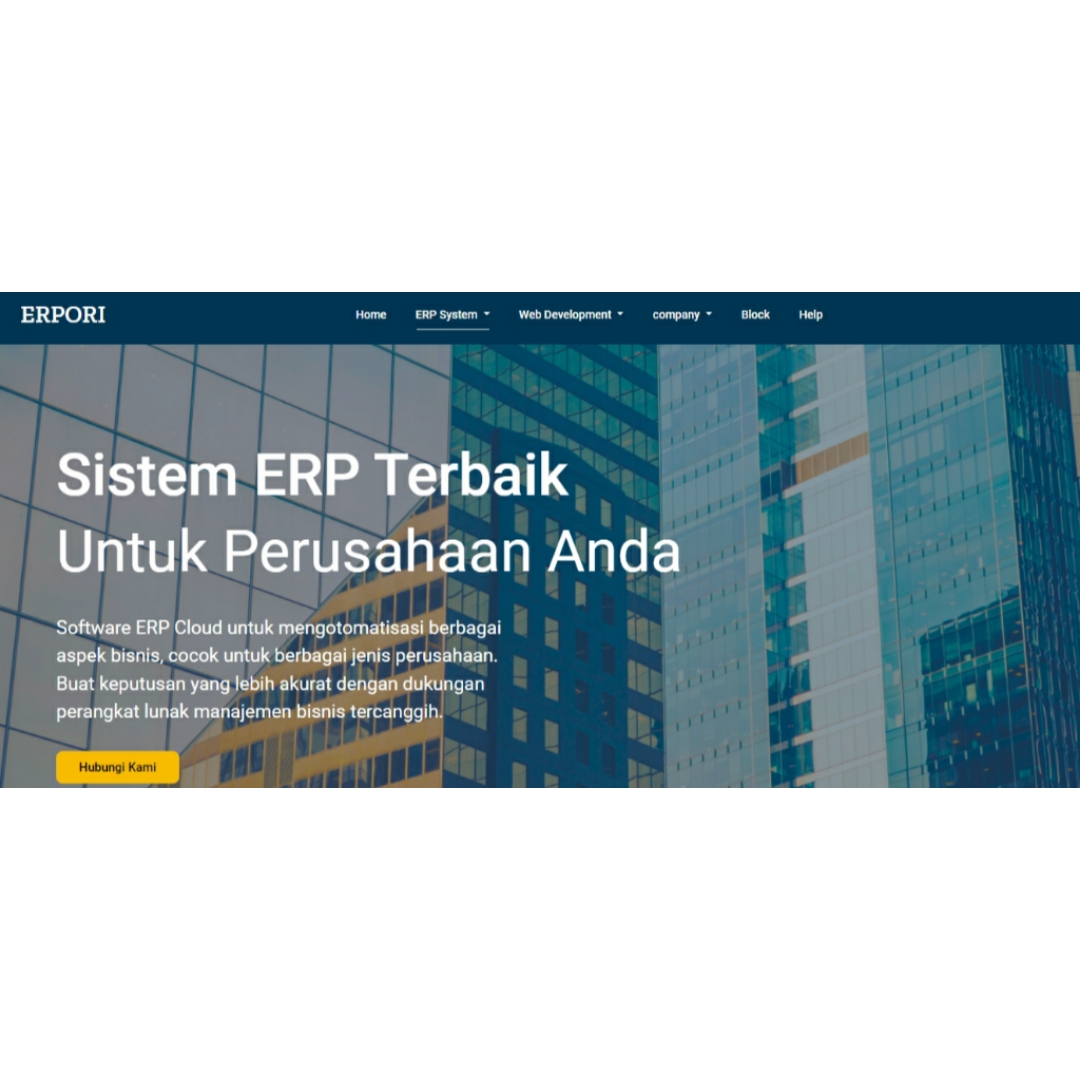 ERPORI
Home ERP System Web Development company Block Help
Sistem ERP Terbaik
Untuk Perusahaan Anda
Software ERP Cloud untuk mengotomatisasi berbagai
aspek bisnis, cocok untuk berbagai jenis perusahaan.
Buat keputusan yang lebih akurat dengan dukungan
perangkat lunak manajemen bisnis tercanggih.
Hubungi Kami